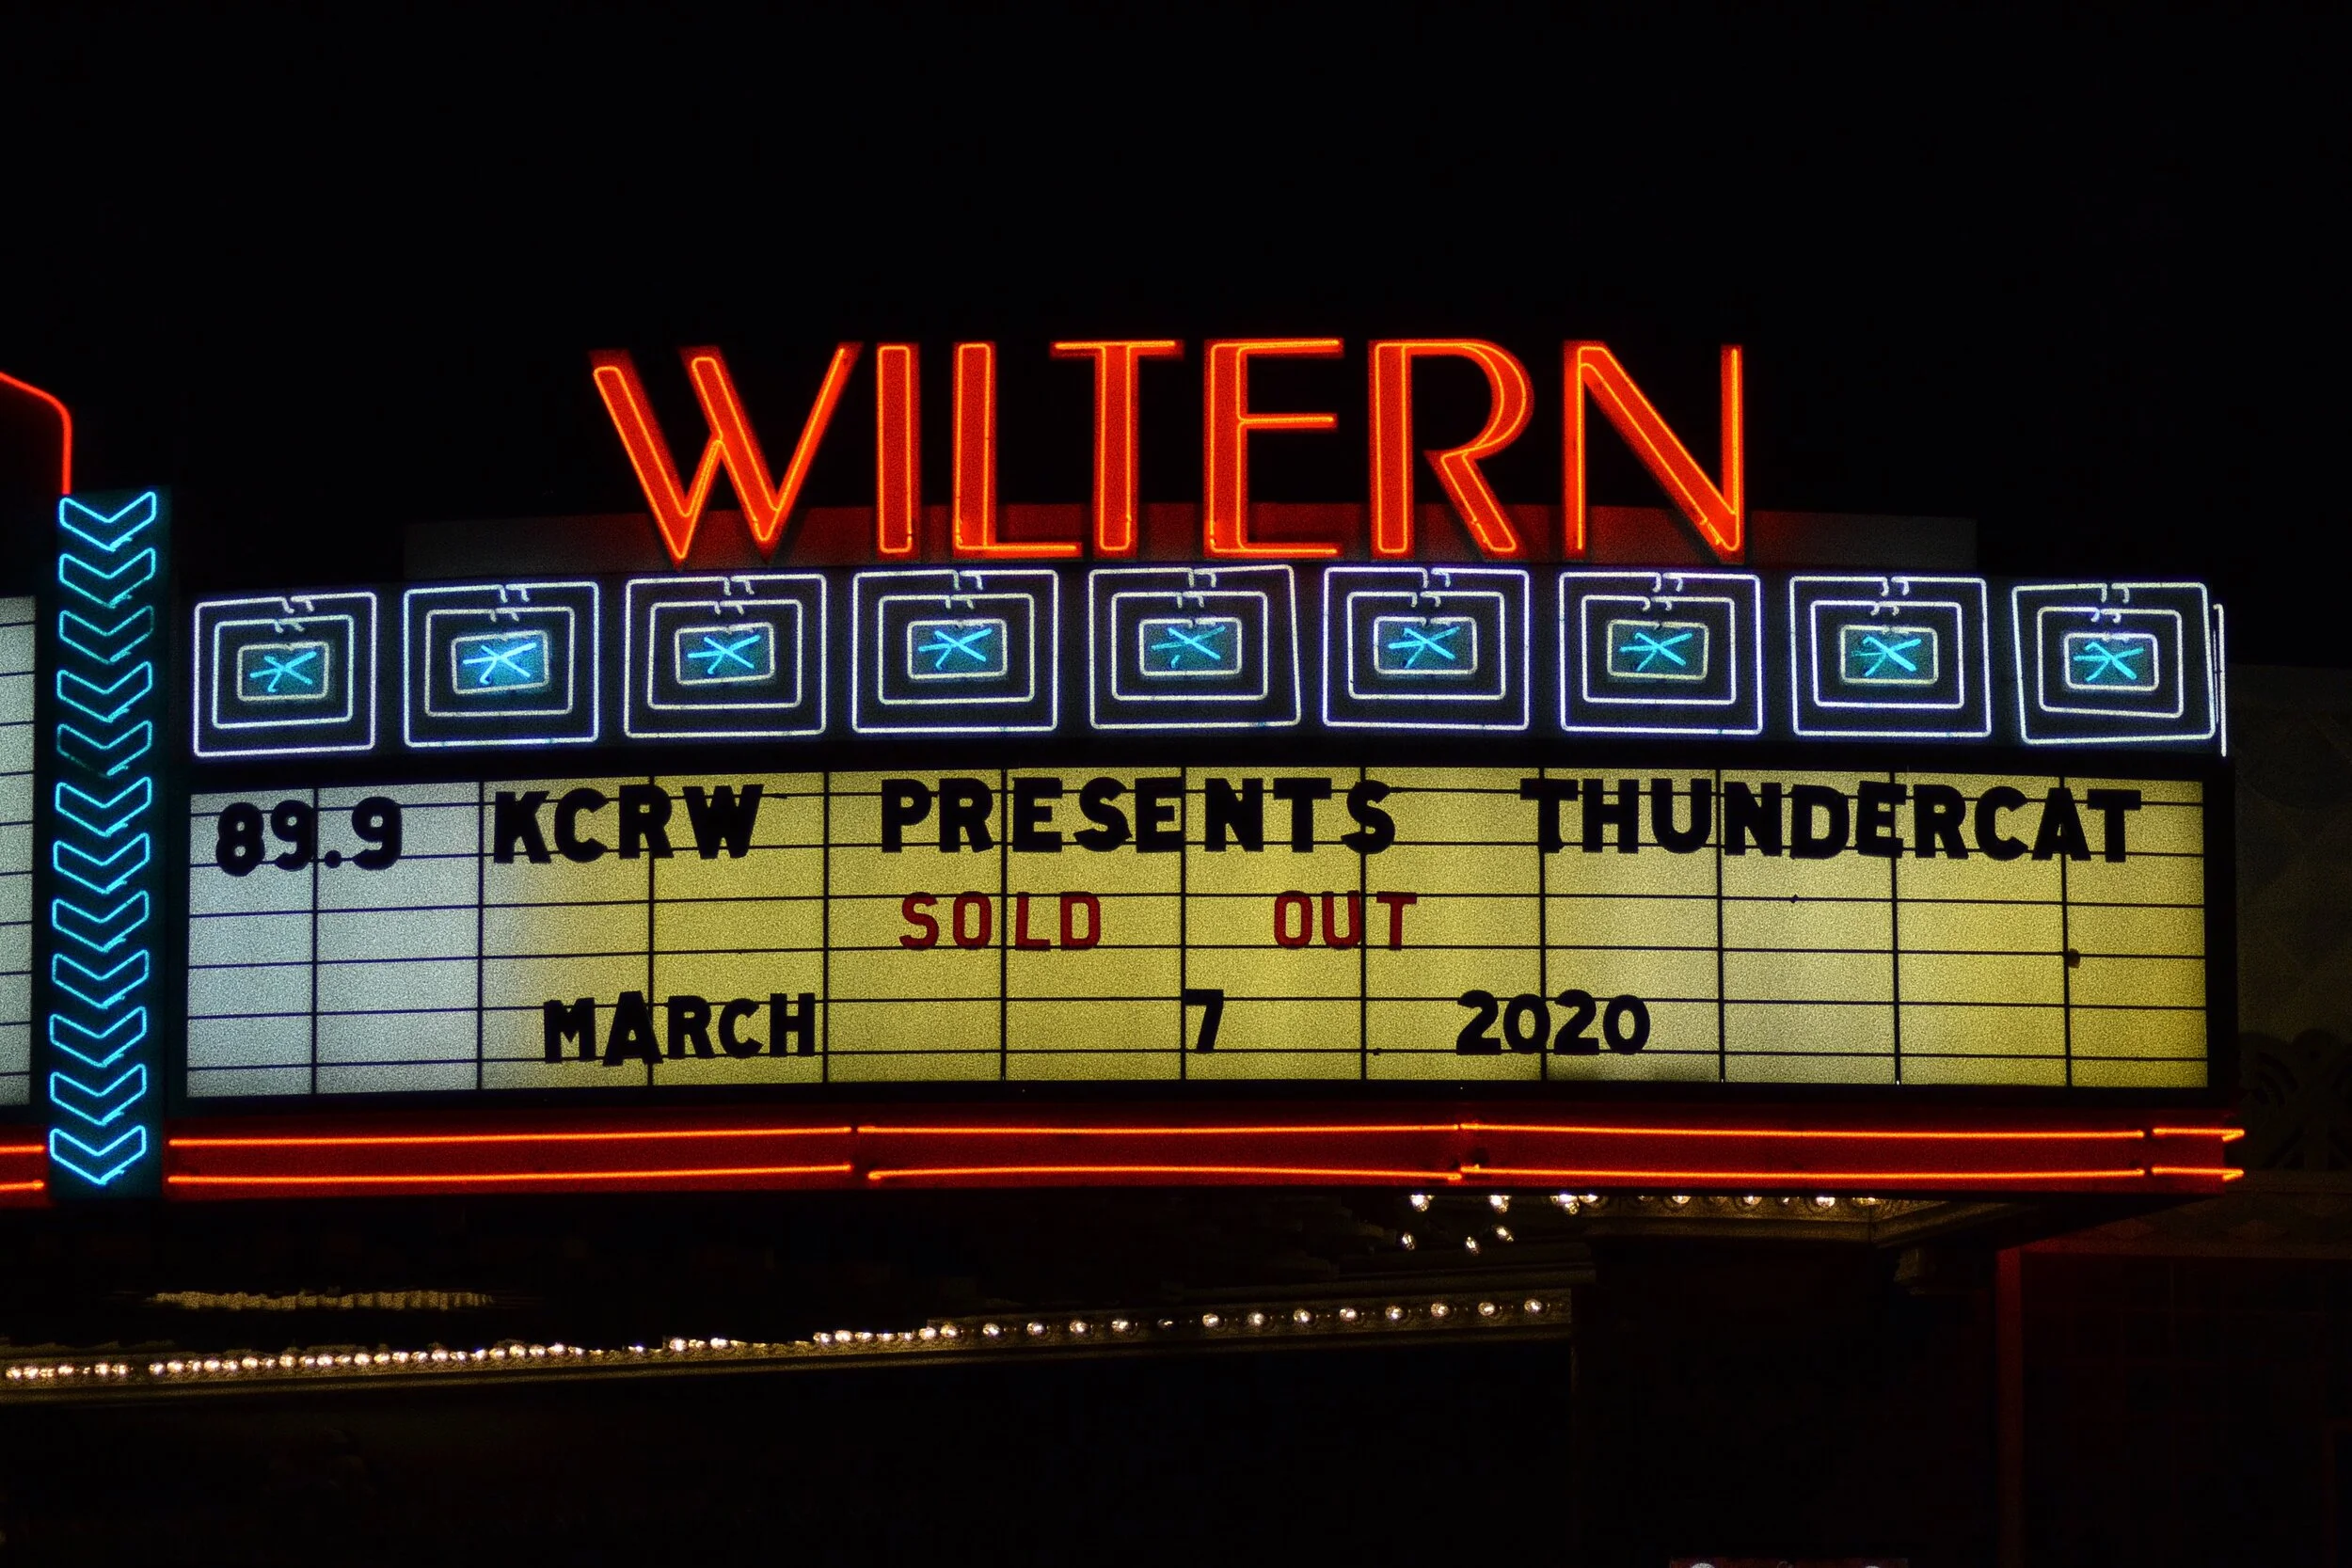 WILTERN
89.9 KCRW PRESENTS THUNDERCAT
SOLD OUT
MARCH 7 2020